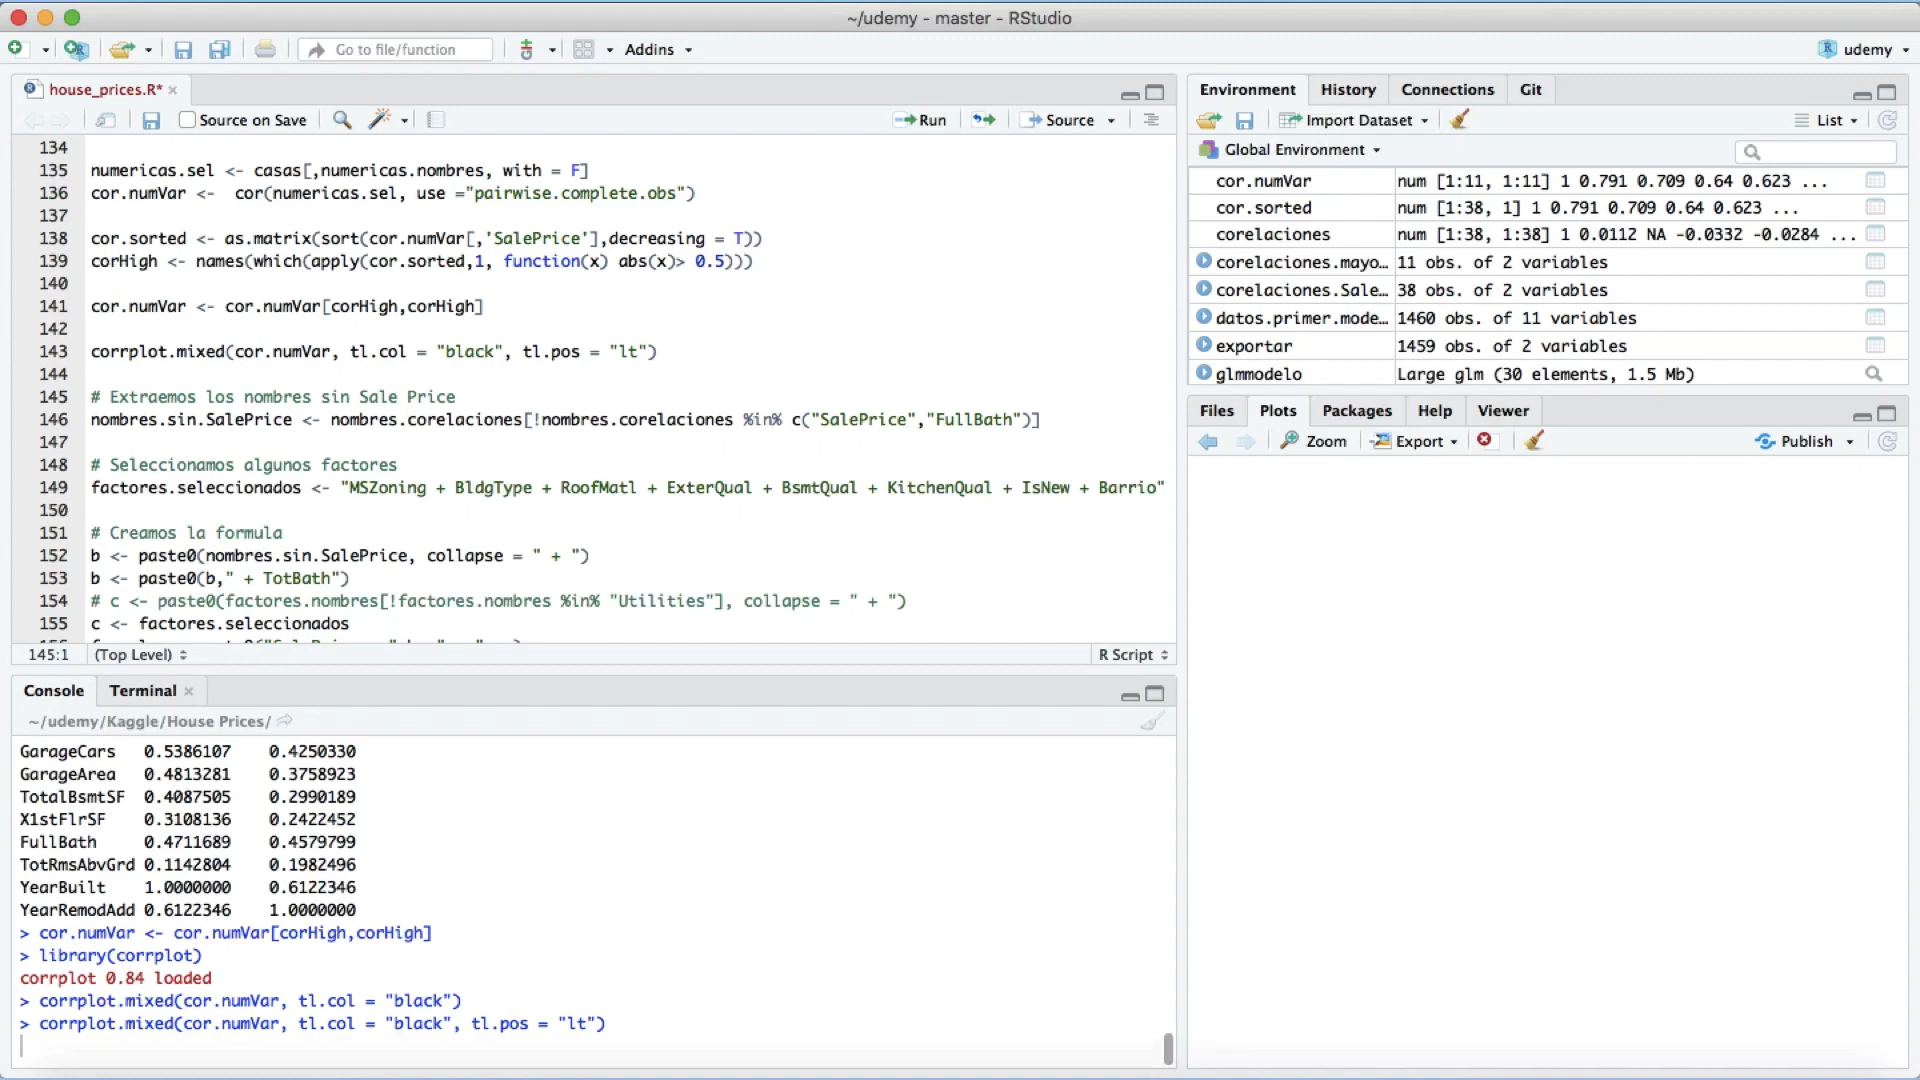 ~/udemy - master - RStudio
Go to file/function
Addins
udemy
house_prices.R*
Source on Save
Run
Source
134
135 numericas.sel <- casas[,numericas.nombres, with = F]
136 cor.numVar <-  cor(numericas.sel, use ="pairwise.complete.obs")
137
138 cor.sorted <- as.matrix(sort(cor.numVar[,'SalePrice'],decreasing = T))
139 corHigh <- names(which(apply(cor.sorted,1, function(x) abs(x)> 0.5)))
140
141 cor.numVar <- cor.numVar[corHigh,corHigh]
142
143 corrplot.mixed(cor.numVar, tl.col = "black", tl.pos = "lt")
144
145 # Extraemos los nombres sin Sale Price
146 nombres.sin.SalePrice <- nombres.corelaciones[!nombres.corelaciones %in% c("SalePrice","FullBath")]
147
148 # Seleccionamos algunos factores
149 factores.seleccionados <- "MSZoning + BldgType + RoofMatl + ExterQual + BsmtQual + KitchenQual + IsNew + Barrio"
150
151 # Creamos la formula
152 b <- paste0(nombres.sin.SalePrice, collapse = " + ")
153 b <- paste0(b," + TotBath")
154 # c <- paste0(factores.nombres[!factores.nombres %in% "Utilities"], collapse = " + ")
155 c <- factores.seleccionados
145:1 (Top Level) R Script
Console Terminal
~/udemy/Kaggle/House Prices/
GarageCars 0.5386107 0.4250330
GarageArea 0.4813281 0.3758923
TotalBsmtSF 0.4087505 0.2990189
X1stFlrSF 0.3108136 0.2422452
FullBath 0.4711689 0.4579799
TotRmsAbvGrd 0.1142804 0.1982496
YearBuilt 1.0000000 0.6122346
YearRemodAdd 0.6122346 1.0000000
> cor.numVar <- cor.numVar[corHigh,corHigh]
> library(corrplot)
corrplot 0.84 loaded
> corrplot.mixed(cor.numVar, tl.col = "black")
> corrplot.mixed(cor.numVar, tl.col = "black", tl.pos = "lt")
Environment History Connections Git
Import Dataset List
Global Environment
cor.numVar num [1:11, 1:11] 1 0.791 0.709 0.64 0.623 ...
cor.sorted num [1:38, 1] 1 0.791 0.709 0.64 0.623 ...
corelaciones num [1:38, 1:38] 1 0.0112 NA -0.0332 -0.0284 ...
corelaciones.mayo… 11 obs. of 2 variables
corelaciones.Sale… 38 obs. of 2 variables
datos.primer.mode… 1460 obs. of 11 variables
exportar 1459 obs. of 2 variables
glmmodelo Large glm (30 elements, 1.5 Mb)
Files Plots Packages Help Viewer
Zoom Export Publish